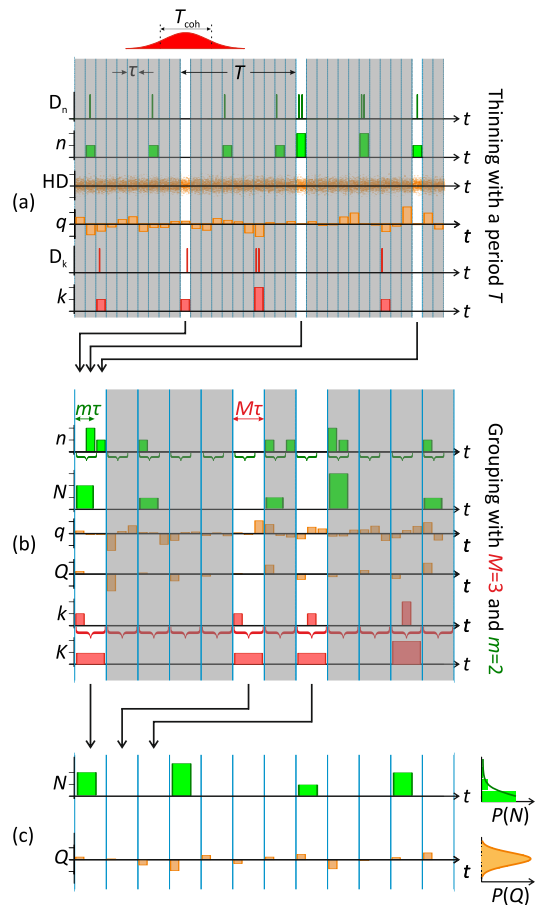 T_coh
τ
T
D_n
t
n
t
HD
t
(a)
q
t
D_k
t
k
t
Thinning with a period T
mτ
Mτ
n
t
N
t
q
t
(b)
Q
t
k
t
K
t
Grouping with M=3 and m=2
N
t
P(N)
(c)
Q
t
P(Q)